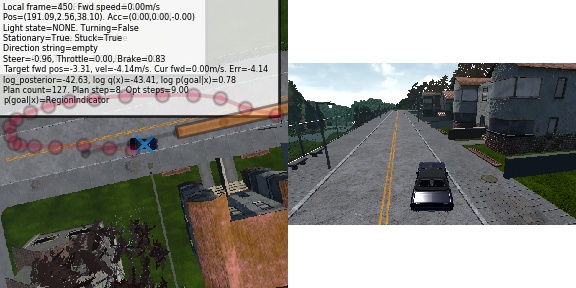 Local frame=450. Fwd speed=0.00m/s
Pos=(191.09,2.56,38.10). Acc=(0.00,0.00,-0.00)
Light state=NONE. Turning=False
Stationary=True. Stuck=True
Direction string=empty
Steer=-0.96, Throttle=0.00, Brake=0.83
Target fwd pos=-3.31, vel=-4.14m/s. Cur fwd=0.00m/s. Err=-4.14
log_posterior=-42.63, log q(x)=-43.41, log p(goal|x)=0.78
Plan count=127. Plan step=8. Opt steps=9.00
p(goal|x)=RegionIndicator